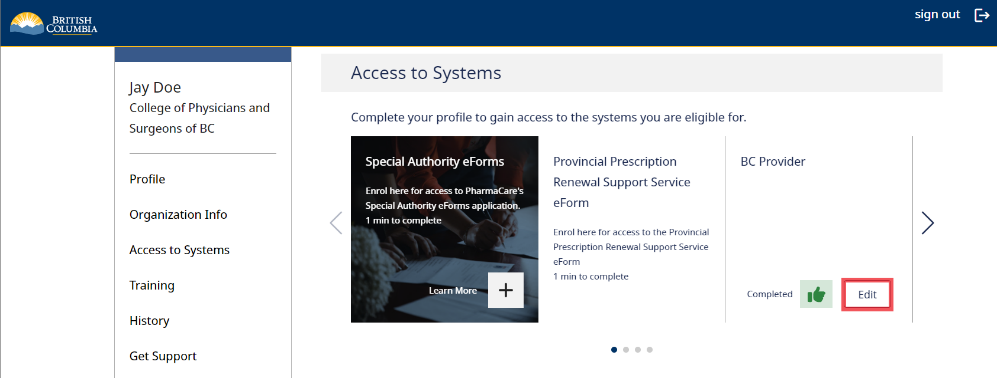 BRITISH
COLUMBIA
sign out
Jay Doe
College of Physicians and
Surgeons of BC
Profile
Organization Info
Access to Systems
Training
History
Get Support
Access to Systems
Complete your profile to gain access to the systems you are eligible for.
Special Authority eForms
Enrol here for access to PharmaCare's
Special Authority eForms application.
1 min to complete
Learn More
Provincial Prescription
Renewal Support Service
eForm
Enrol here for access to the Provincial
Prescription Renewal Support Service
eForm
1 min to complete
BC Provider
Completed
Edit